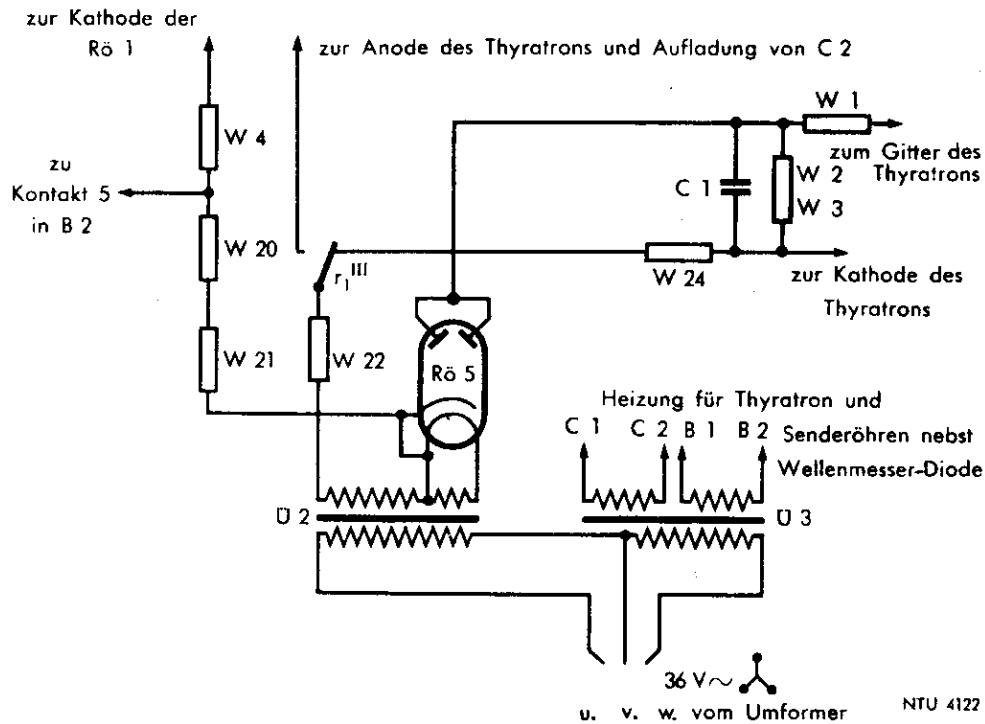 zur Kathode der
Rö 1
zur Anode des Thyratrons und Aufladung von C 2
W 1
W 4
zum Gitter des
Thyratrons
zu
Kontakt 5
in B 2
C 1
W 2
W 3
W 20
r₁ᴵᴵᴵ
W 24
zur Kathode des
Thyratrons
W 21
W 22
Rö 5
Heizung für Thyratron und
C 1 C 2 B 1 B 2 Senderöhren nebst
Wellenmesser-Diode
Ü 2
Ü 3
36 V~
u. v. w. vom Umformer
NTU 4122